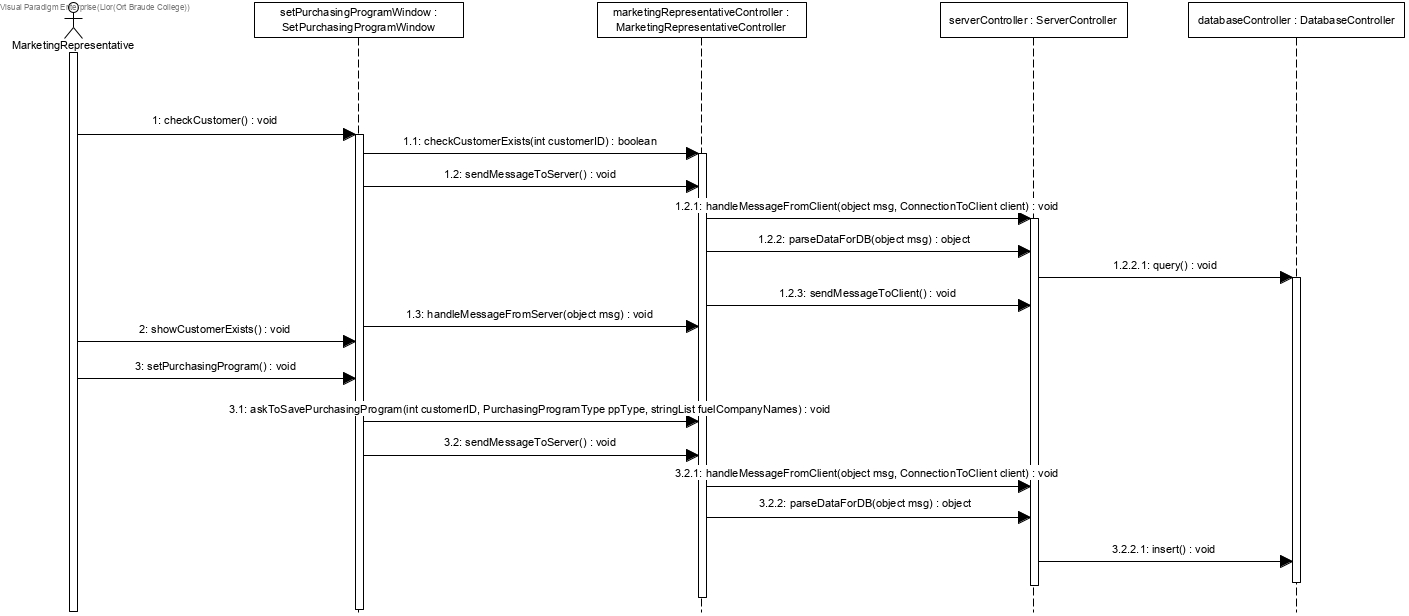 Visual Paradigm Enterprise(Lior(Ort Braude College))
MarketingRepresentative
setPurchasingProgramWindow :
SetPurchasingProgramWindow
marketingRepresentativeController :
MarketingRepresentativeController
serverController : ServerController
databaseController : DatabaseController
1: checkCustomer() : void
1.1: checkCustomerExists(int customerID) : boolean
1.2: sendMessageToServer() : void
1.2.1: handleMessageFromClient(object msg, ConnectionToClient client) : void
1.2.2: parseDataForDB(object msg) : object
1.2.2.1: query() : void
1.2.3: sendMessageToClient() : void
1.3: handleMessageFromServer(object msg) : void
2: showCustomerExists() : void
3: setPurchasingProgram() : void
3.1: askToSavePurchasingProgram(int customerID, PurchasingProgramType ppType, stringList fuelCompanyNames) : void
3.2: sendMessageToServer() : void
3.2.1: handleMessageFromClient(object msg, ConnectionToClient client) : void
3.2.2: parseDataForDB(object msg) : object
3.2.2.1: insert() : void